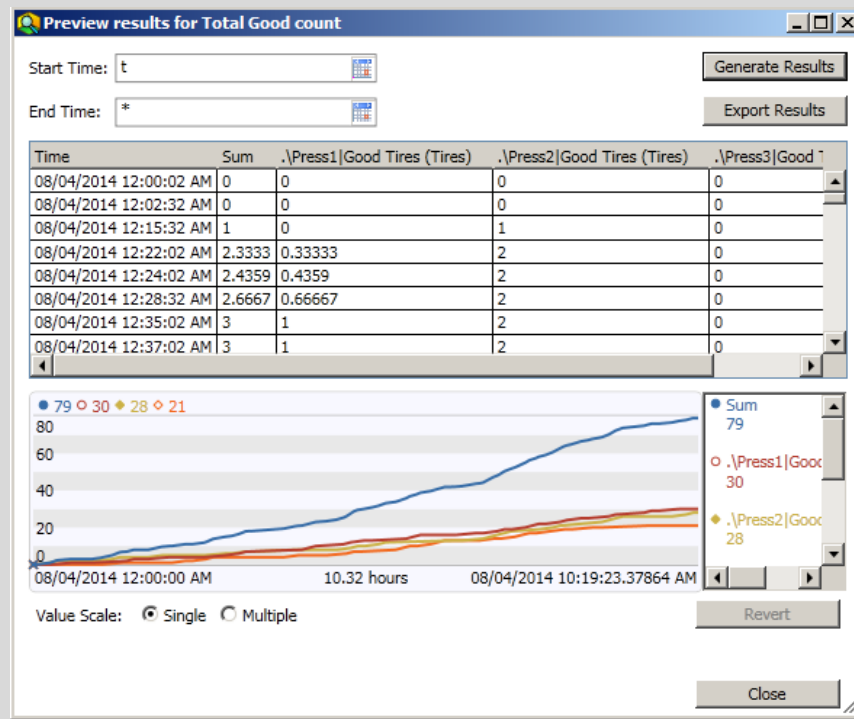 Preview results for Total Good count
Start Time: t
Generate Results
End Time: *
Export Results
Time Sum .\Press1|Good Tires (Tires) .\Press2|Good Tires (Tires) .\Press3|Good T
08/04/2014 12:00:02 AM 0 0 0 0
08/04/2014 12:02:32 AM 0 0 0 0
08/04/2014 12:15:32 AM 1 0 1 0
08/04/2014 12:22:02 AM 2.3333 0.33333 2 0
08/04/2014 12:24:02 AM 2.4359 0.4359 2 0
08/04/2014 12:28:32 AM 2.6667 0.66667 2 0
08/04/2014 12:35:02 AM 3 1 2 0
08/04/2014 12:37:02 AM 3 1 2 0
79 30 28 21
80
60
40
20
0
08/04/2014 12:00:00 AM 10.32 hours 08/04/2014 10:19:23.37864 AM
Sum
79
.\Press1|Good
30
.\Press2|Good
28
Value Scale: Single Multiple
Revert
Close